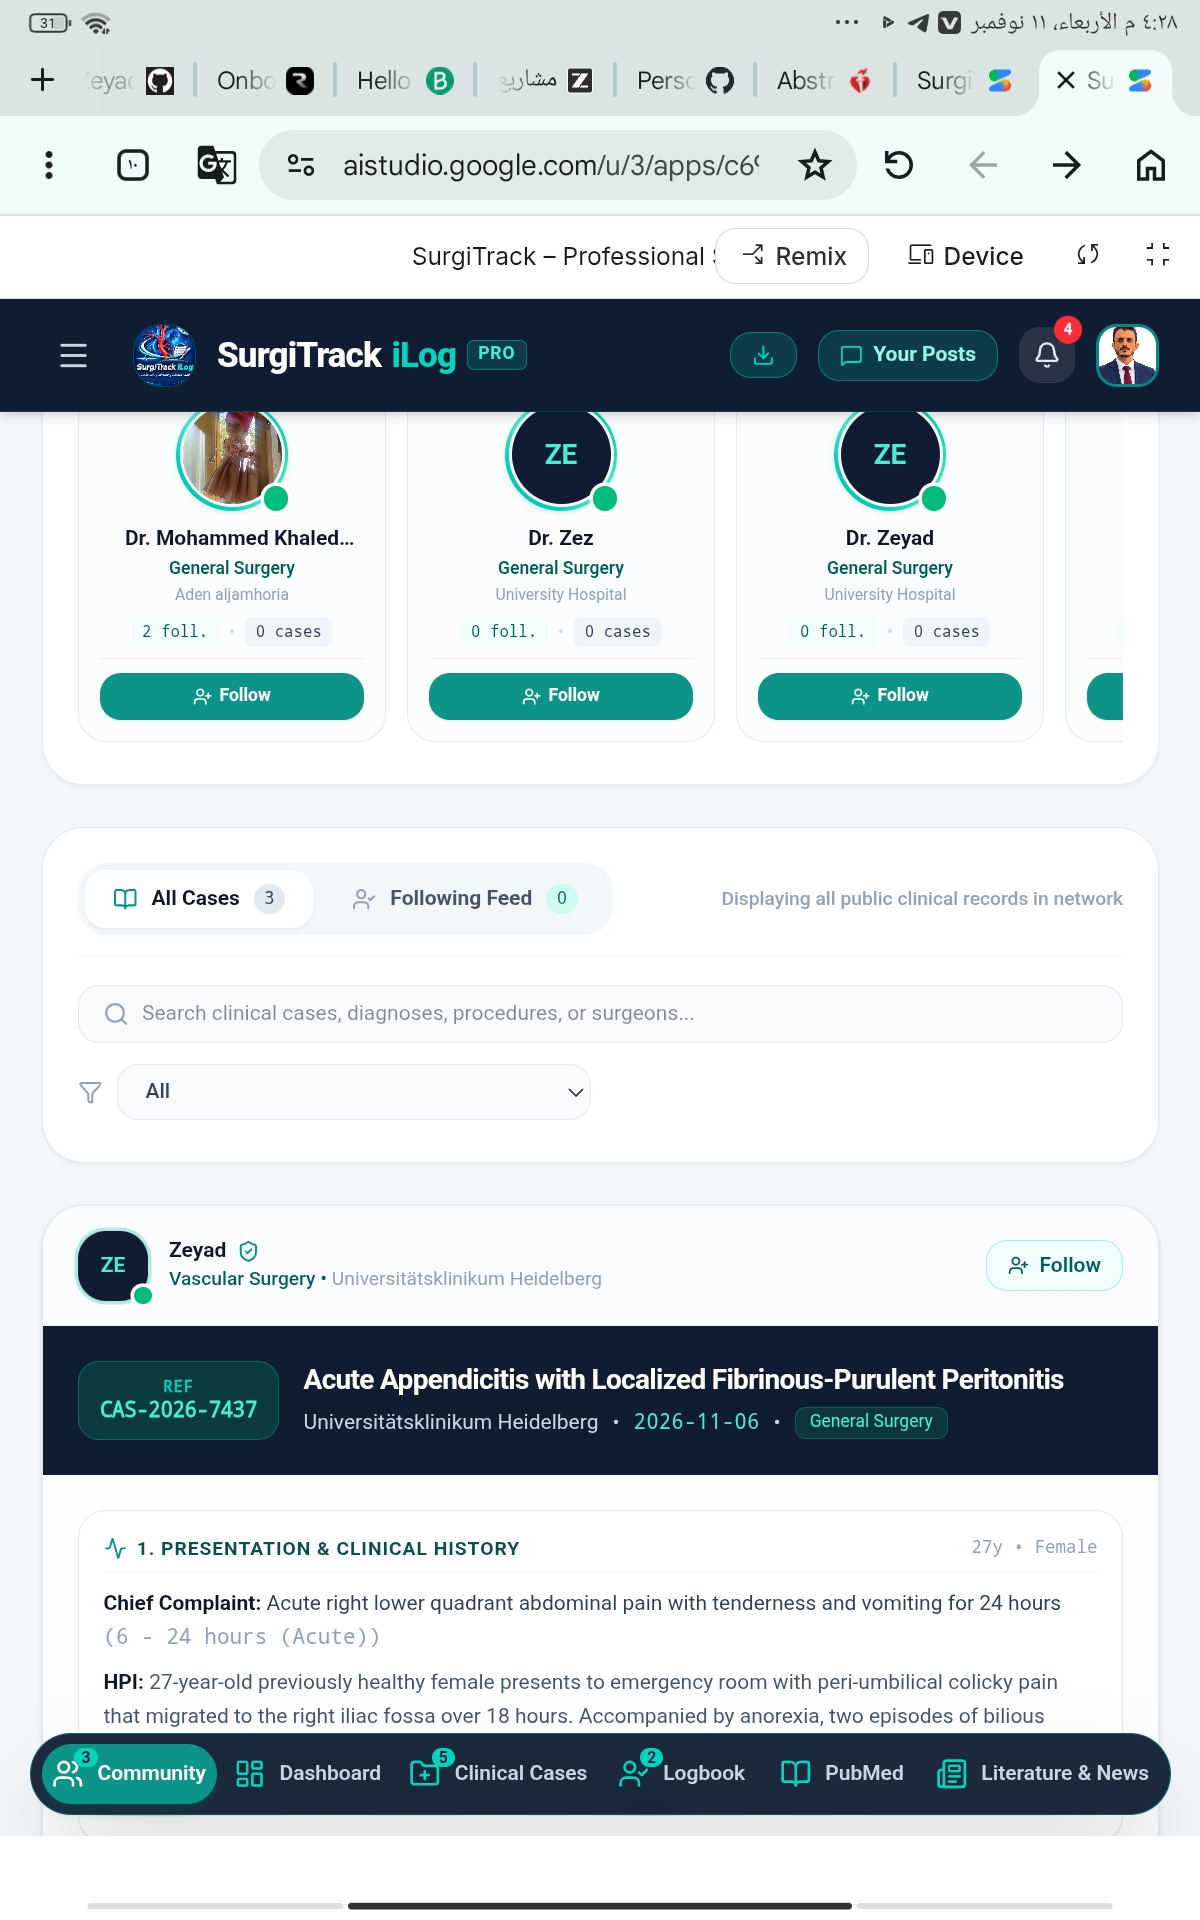 31
٤:٢٨ م الأربعاء، ١١ نوفمبر
Onbo
Hello
مشاريع
Perso
Abstr
Surgi
Su
١٠
aistudio.google.com/u/3/apps/c69
SurgiTrack – Professional
Remix
Device
SurgiTrack iLog PRO
Your Posts
4
ZE
ZE
Dr. Mohammed Khaled...
General Surgery
Aden aljamhoria
2 foll. • 0 cases
Follow
Dr. Zez
General Surgery
University Hospital
0 foll. • 0 cases
Follow
Dr. Zeyad
General Surgery
University Hospital
0 foll. • 0 cases
Follow
All Cases 3
Following Feed 0
Displaying all public clinical records in network
Search clinical cases, diagnoses, procedures, or surgeons...
All
ZE
Zeyad
Vascular Surgery • Universitätsklinikum Heidelberg
Follow
REF
CAS-2026-7437
Acute Appendicitis with Localized Fibrinous-Purulent Peritonitis
Universitätsklinikum Heidelberg • 2026-11-06 • General Surgery
1. PRESENTATION & CLINICAL HISTORY
27y • Female
Chief Complaint: Acute right lower quadrant abdominal pain with tenderness and vomiting for 24 hours
(6 - 24 hours (Acute))
HPI: 27-year-old previously healthy female presents to emergency room with peri-umbilical colicky pain
that migrated to the right iliac fossa over 18 hours. Accompanied by anorexia, two episodes of bilious
3 Community
Dashboard
5 Clinical Cases
2 Logbook
PubMed
Literature & News